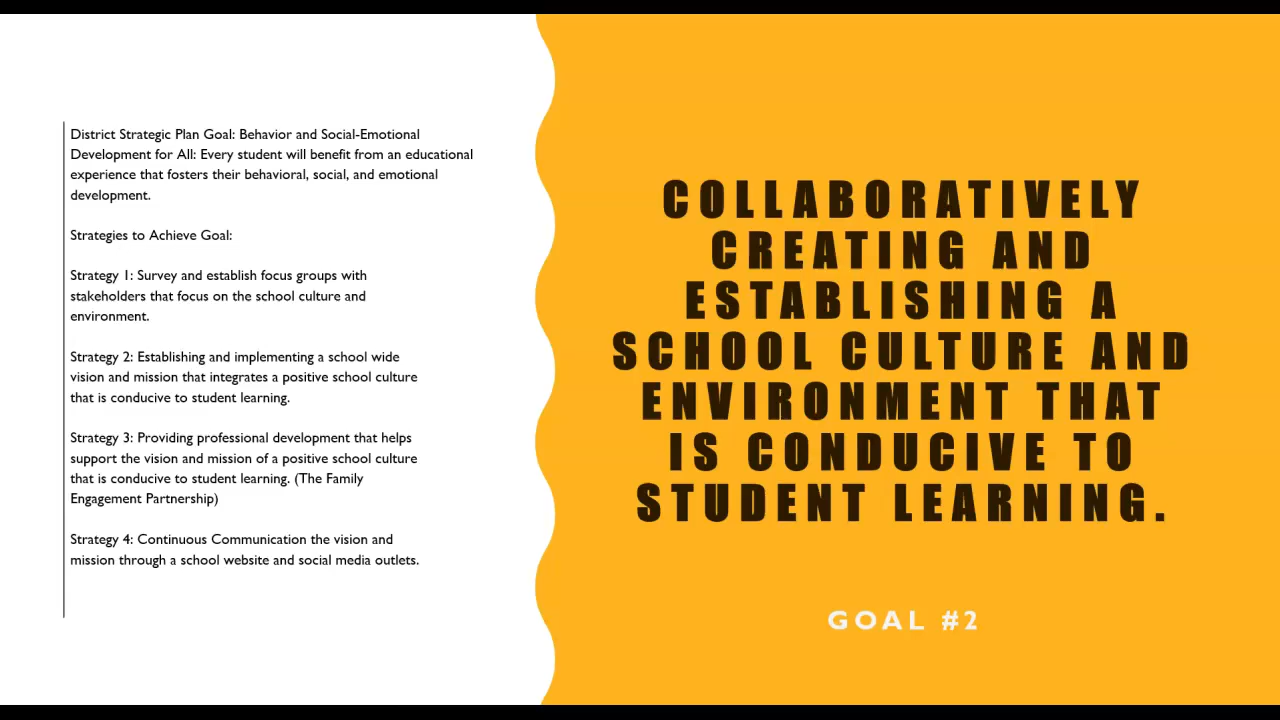 District Strategic Plan Goal: Behavior and Social-Emotional
Development for All: Every student will benefit from an educational
experience that fosters their behavioral, social, and emotional
development.
Strategies to Achieve Goal:
Strategy 1: Survey and establish focus groups with
stakeholders that focus on the school culture and
environment.
Strategy 2: Establishing and implementing a school wide
vision and mission that integrates a positive school culture
that is conducive to student learning.
Strategy 3: Providing professional development that helps
support the vision and mission of a positive school culture
that is conducive to student learning. (The Family
Engagement Partnership)
Strategy 4: Continuous Communication the vision and
mission through a school website and social media outlets.
COLLABORATIVELY
CREATING AND
ESTABLISHING A
SCHOOL CULTURE AND
ENVIRONMENT THAT
IS CONDUCIVE TO
STUDENT LEARNING.
GOAL #2